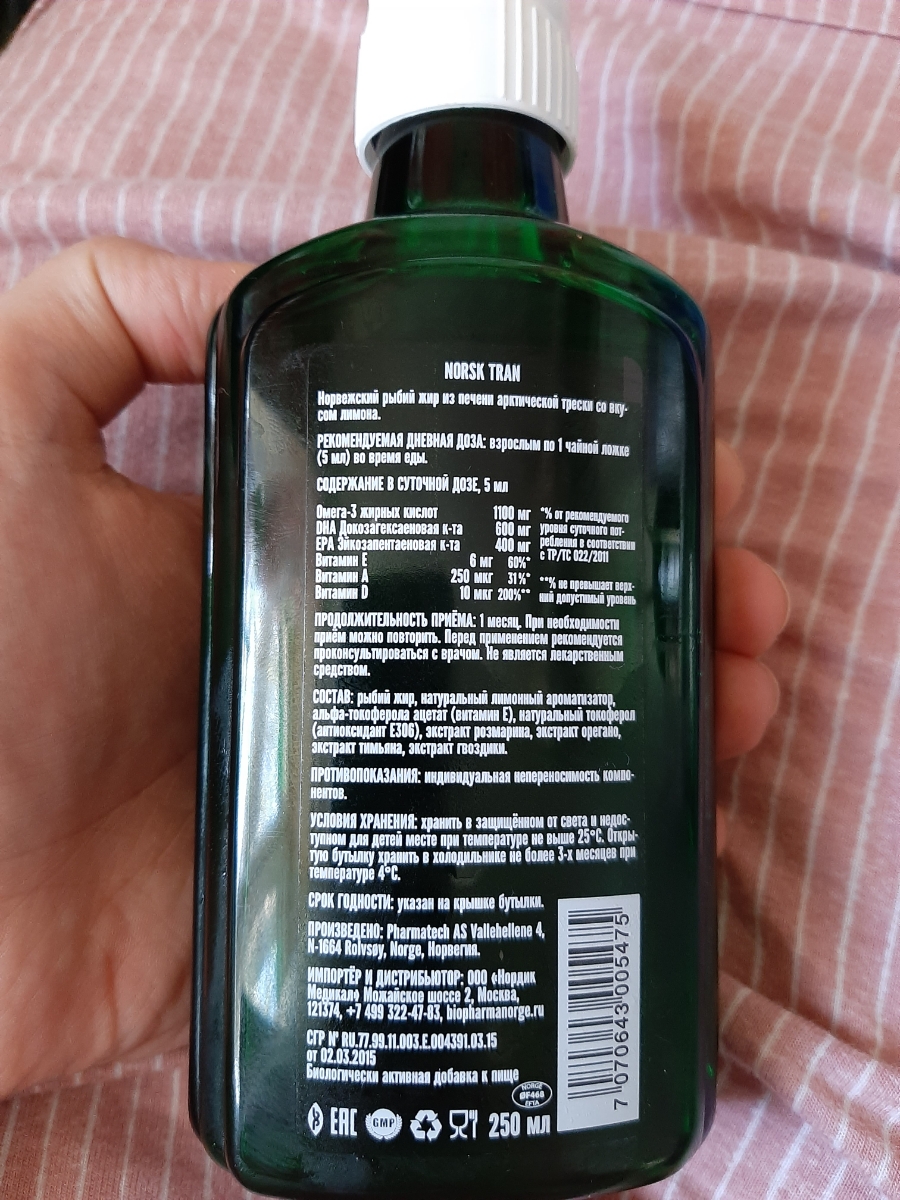 NORSK TRAN
Норвежский рыбий жир из печени арктической трески со вку-
сом лимона.
РЕКОМЕНДУЕМАЯ ДНЕВНАЯ ДОЗА: взрослым по 1 чайной ложке
(5 мл) во время еды.
СОДЕРЖАНИЕ В СУТОЧНОЙ ДОЗЕ, 5 мл
Омега-3 жирных кислот 1100 мг
DHA Докозагексаеновая к-та 600 мг
EPA Эйкозапентаеновая к-та 400 мг
Витамин Е 6 мг 60%*
Витамин А 250 мкг 31%*
Витамин D 10 мкг 200%**
*% от рекомендуемого
уровня суточного пот-
ребления в соответствии
с ТР/ТС 022/2011
**% не превышает верх-
ний допустимый уровень
ПРОДОЛЖИТЕЛЬНОСТЬ ПРИЁМА: 1 месяц. При необходимости
приём можно повторить. Перед применением рекомендуется
проконсультироваться с врачом. Не является лекарственным
средством.
СОСТАВ: рыбий жир, натуральный лимонный ароматизатор,
альфа-токоферола ацетат (витамин Е), натуральный токоферол
(антиоксидант Е306), экстракт розмарина, экстракт орегано,
экстракт тимьяна, экстракт гвоздики.
ПРОТИВОПОКАЗАНИЯ: индивидуальная непереносимость компо-
нентов.
УСЛОВИЯ ХРАНЕНИЯ: хранить в защищённом от света и недос-
тупном для детей месте при температуре не выше 25°C. Откры-
тую бутылку хранить в холодильнике не более 3-х месяцев при
температуре 4°C.
СРОК ГОДНОСТИ: указан на крышке бутылки.
ПРОИЗВЕДЕНО: Pharmatech AS Vallehellene 4,
N-1664 Rolvsøy, Norge, Норвегия.
ИМПОРТЁР И ДИСТРИБЬЮТОР: ООО «Нордик
Медикал» Можайское шоссе 2, Москва,
121374, +7 499 322-47-83, biopharmanorge.ru
СГР № RU.77.99.11.003.E.004391.03.15
от 02.03.2015
Биологически активная добавка к пище
NORGE
ØF468
EFTA
EAC GMP 250 мл
7 070643 005475